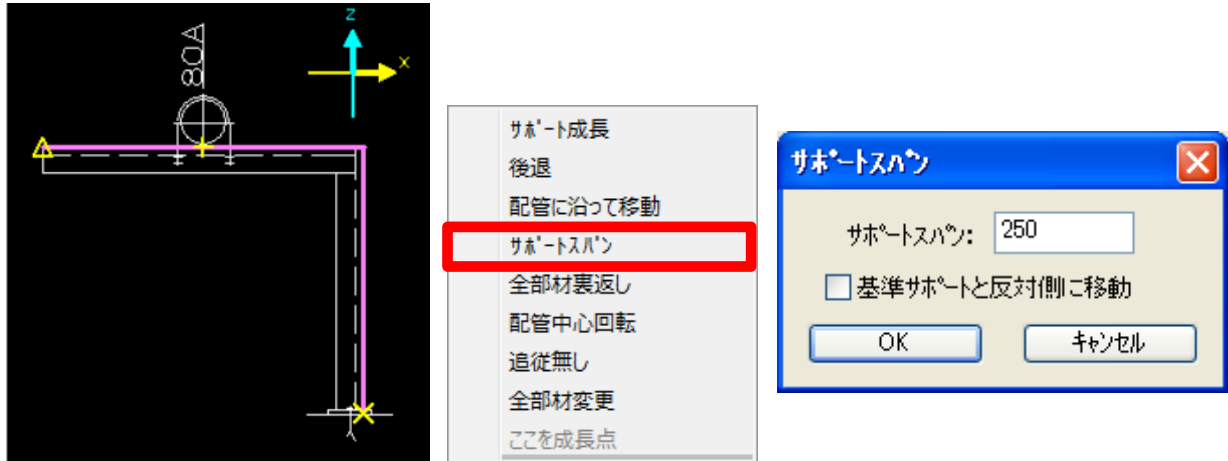 80A
Z
X
ｻﾎﾟｰﾄ成長
後退
配管に沿って移動
ｻﾎﾟｰﾄｽﾊﾟﾝ
全部材裏返し
配管中心回転
追従無し
全部材変更
ここを成長点
ｻﾎﾟｰﾄｽﾊﾟﾝ
ｻﾎﾟｰﾄｽﾊﾟﾝ: 250
基準ｻﾎﾟｰﾄと反対側に移動
OK ｷｬﾝｾﾙ